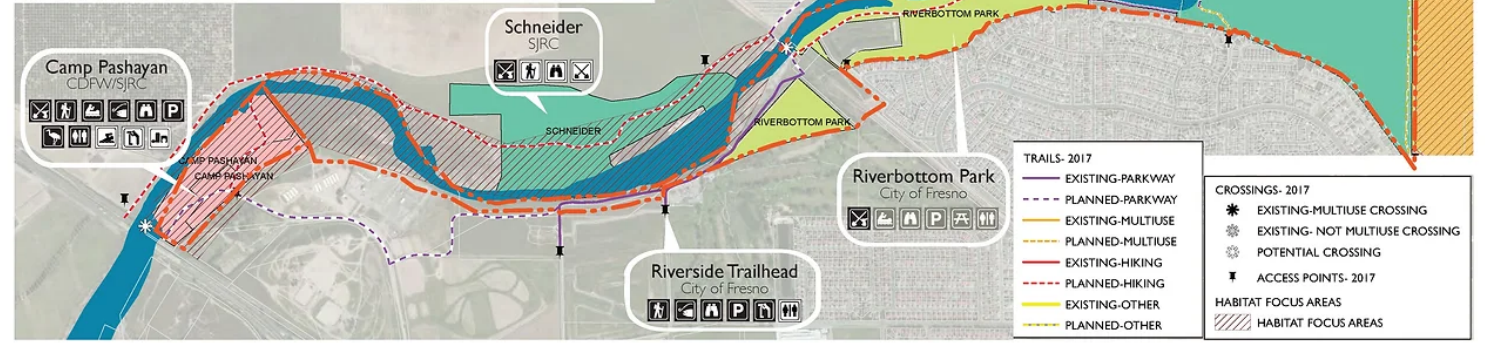 RIVERBOTTOM PARK
Schneider
SJRC
Camp Pashayan
CDFW/SJRC
P
SCHNEIDER
RIVERBOTTOM PARK
CAMP PASHAYAN
CAMP PASHAYAN
Riverbottom Park
City of Fresno
P
Riverside Trailhead
City of Fresno
P
TRAILS- 2017
EXISTING-PARKWAY
PLANNED-PARKWAY
EXISTING-MULTIUSE
PLANNED-MULTIUSE
EXISTING-HIKING
PLANNED-HIKING
EXISTING-OTHER
PLANNED-OTHER
CROSSINGS- 2017
EXISTING-MULTIUSE CROSSING
EXISTING- NOT MULTIUSE CROSSING
POTENTIAL CROSSING
ACCESS POINTS- 2017
HABITAT FOCUS AREAS
HABITAT FOCUS AREAS